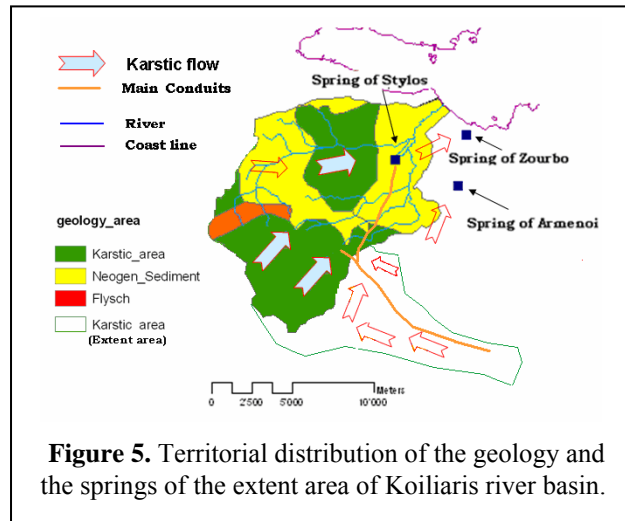 Karstic flow
Main Conduits
River
Coast line
Spring of Stylos
Spring of Zourbo
Spring of Armenoi
geology_area
Karstic_area
Neogen_Sediment
Flysch
Karstic area
(Extent area)
Meters
0 2'500 5'000 10'000
Figure 5. Territorial distribution of the geology and
the springs of the extent area of Koiliaris river basin.